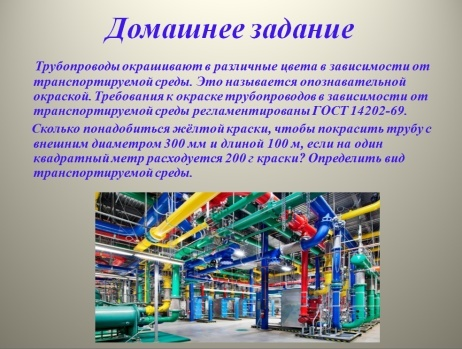 Домашнее задание
Трубопроводы окрашивают в различные цвета в зависимости от
транспортируемой среды. Это называется опознавательной
окраской. Требования к окраске трубопроводов в зависимости от
транспортируемой среды регламентированы ГОСТ 14202-69.
Сколько понадобиться жёлтой краски, чтобы покрасить трубу с
внешним диаметром 300 мм и длиной 100 м, если на один
квадратный метр расходуется 200 г краски? Определить вид
транспортируемой среды.